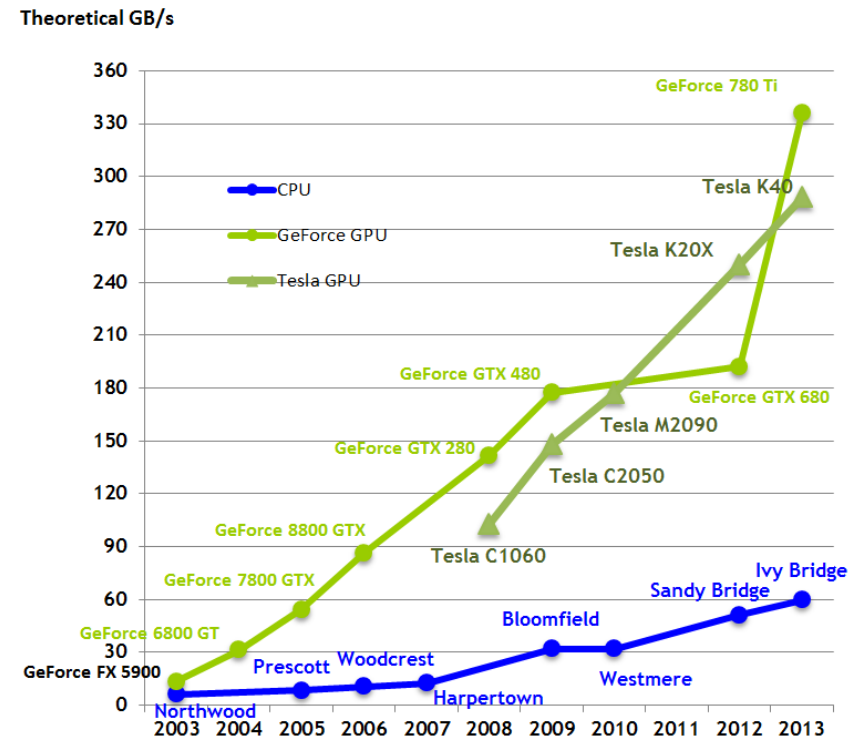 Theoretical GB/s
360
330
300
270
240
210
180
150
120
90
60
30
0
CPU
GeForce GPU
Tesla GPU
GeForce 780 Ti
Tesla K40
Tesla K20X
GeForce GTX 480
GeForce GTX 680
Tesla M2090
GeForce GTX 280
Tesla C2050
Tesla C1060
GeForce 8800 GTX
GeForce 7800 GTX
GeForce 6800 GT
GeForce FX 5900
Ivy Bridge
Sandy Bridge
Bloomfield
Westmere
Woodcrest
Prescott
Harpertown
Northwood
2003 2004 2005 2006 2007 2008 2009 2010 2011 2012 2013